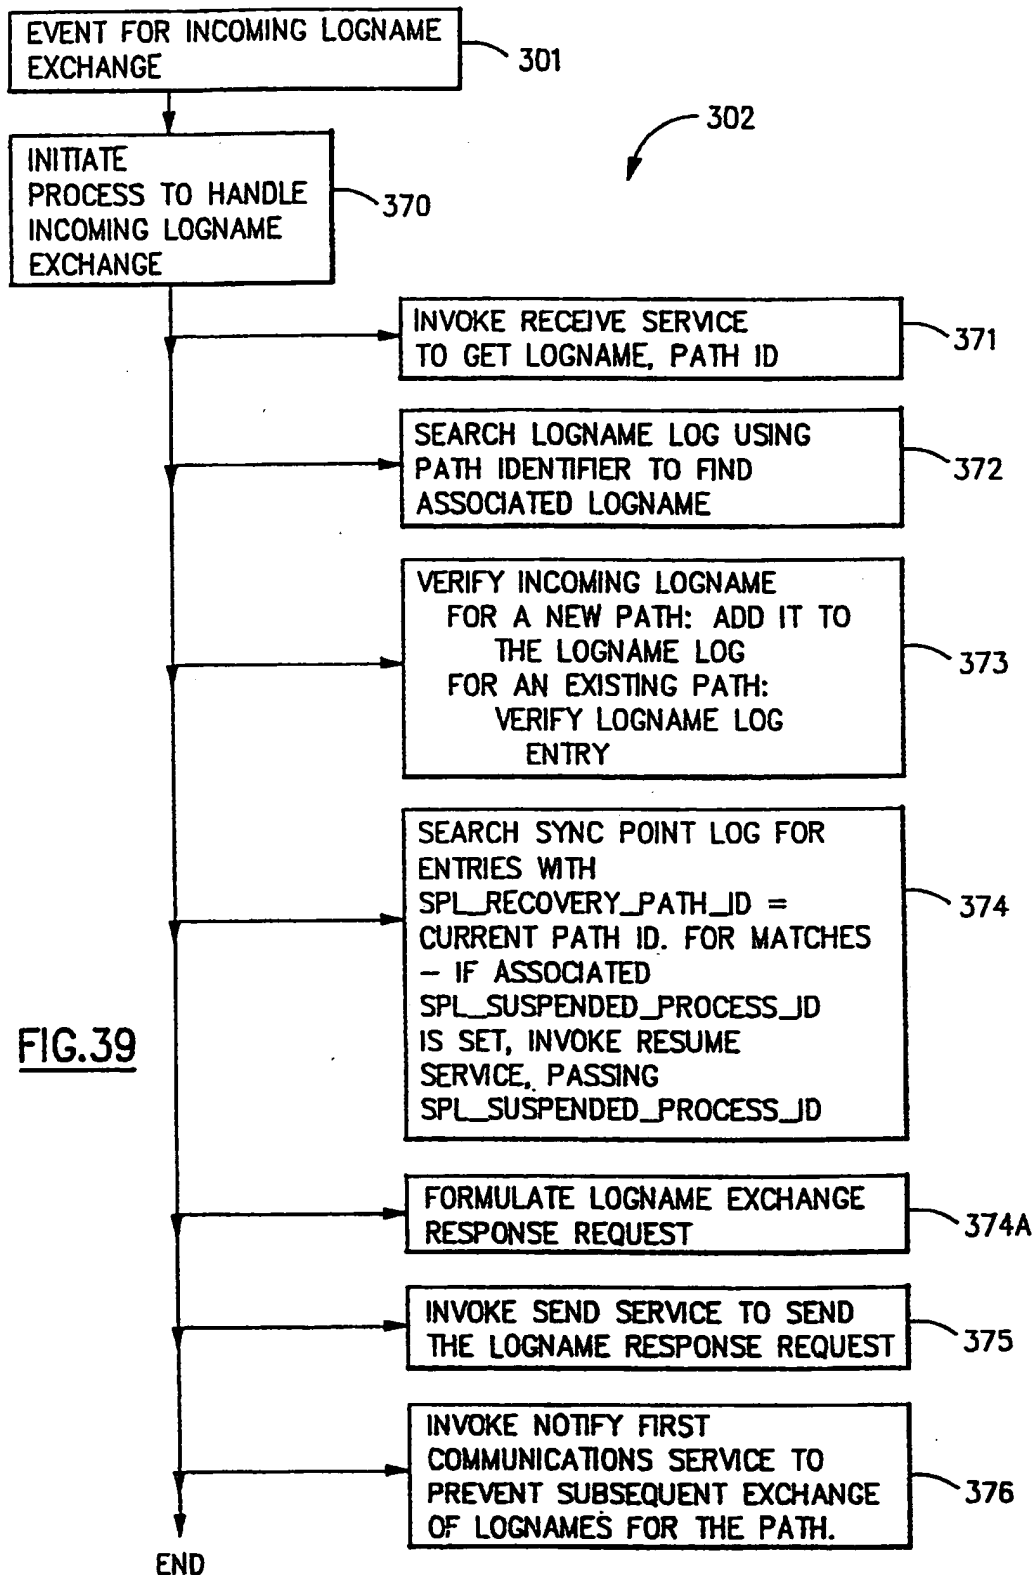 EVENT FOR INCOMING LOGNAME
EXCHANGE
301
302
INITIATE
PROCESS TO HANDLE
INCOMING LOGNAME
EXCHANGE
370
INVOKE RECEIVE SERVICE
TO GET LOGNAME, PATH ID
371
SEARCH LOGNAME LOG USING
PATH IDENTIFIER TO FIND
ASSOCIATED LOGNAME
372
VERIFY INCOMING LOGNAME
FOR A NEW PATH: ADD IT TO
THE LOGNAME LOG
FOR AN EXISTING PATH:
VERIFY LOGNAME LOG
ENTRY
373
SEARCH SYNC POINT LOG FOR
ENTRIES WITH
SPL_RECOVERY_PATH_ID =
CURRENT PATH ID. FOR MATCHES
– IF ASSOCIATED
SPL_SUSPENDED_PROCESS_ID
IS SET, INVOKE RESUME
SERVICE, PASSING
SPL_SUSPENDED_PROCESS_ID
374
FIG.39
FORMULATE LOGNAME EXCHANGE
RESPONSE REQUEST
374A
INVOKE SEND SERVICE TO SEND
THE LOGNAME RESPONSE REQUEST
375
INVOKE NOTIFY FIRST
COMMUNICATIONS SERVICE TO
PREVENT SUBSEQUENT EXCHANGE
OF LOGNAMES FOR THE PATH.
376
END